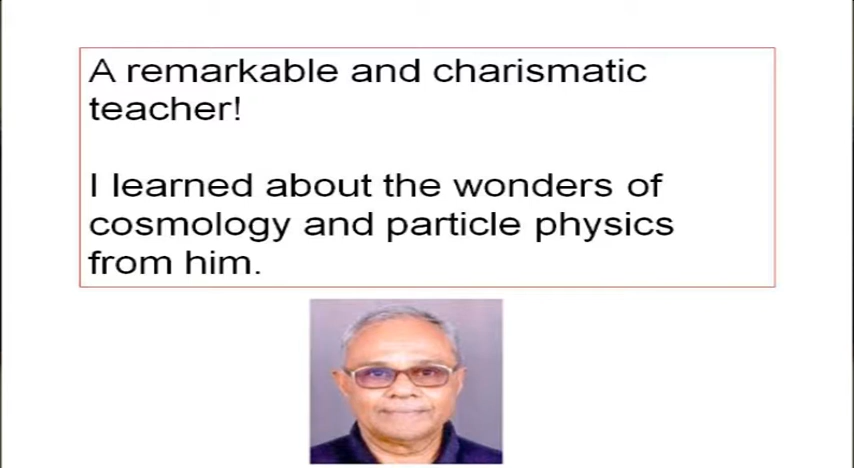 A remarkable and charismatic
teacher!
I learned about the wonders of
cosmology and particle physics
from him.